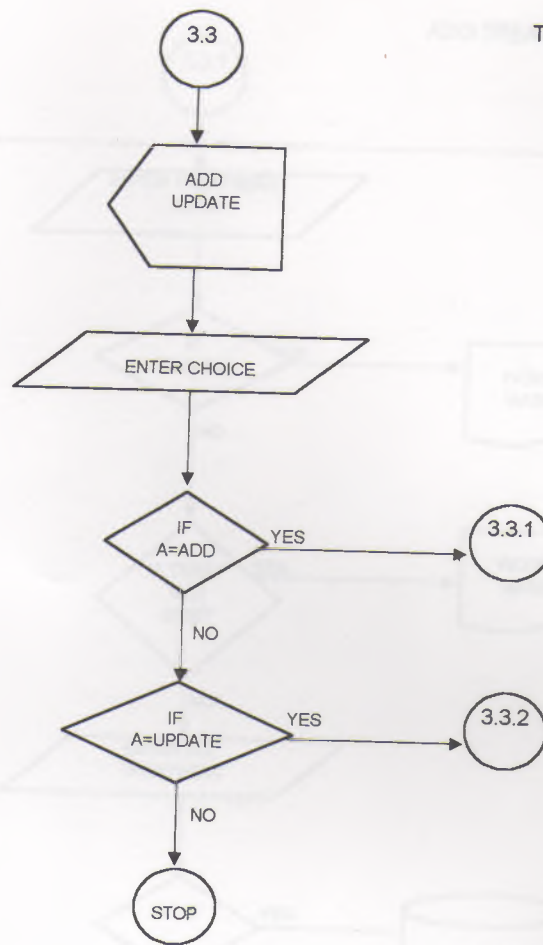 3.3
T
ADD
UPDATE
ENTER CHOICE
IF
A=ADD
YES
3.3.1
NO
IF
A=UPDATE
YES
3.3.2
NO
STOP